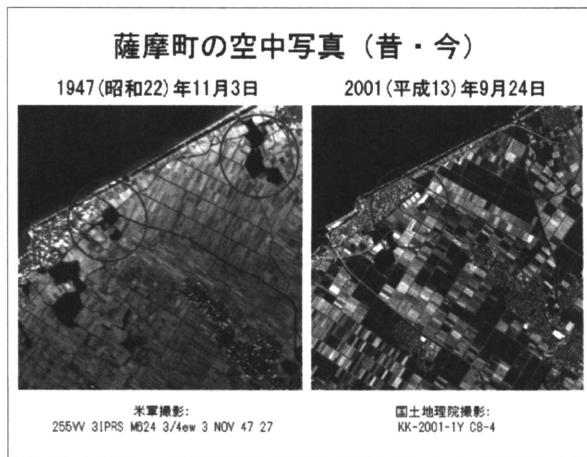 薩摩町の空中写真（昔・今）
1947(昭和22)年11月3日
2001(平成13)年9月24日
米軍撮影:
255VV 3IPRS M624 3/4ew 3 NOV 47 27
国土地理院撮影:
KK-2001-1Y C8-4